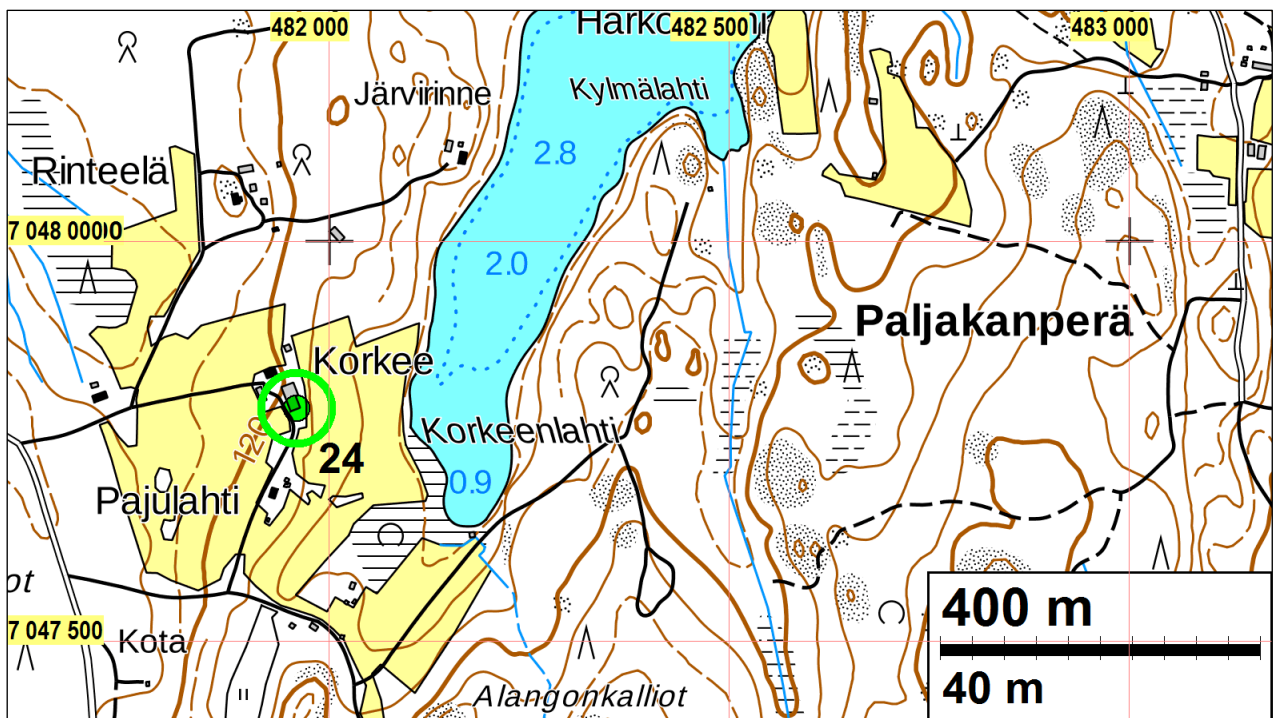 482 000
482 500
483 000
Kylmälahti
Järvirinne
2.8
Rinteelä
7 048 000
2.0
Paljakanperä
Korkee
120
Korkeenlahti
24
0.9
Pajulahti
400 m
7 047 500
Kota
40 m
Alangonkalliot